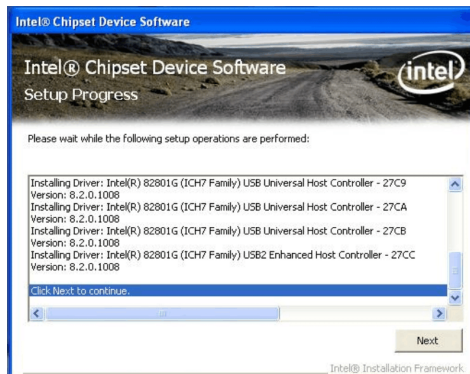 Intel® Chipset Device Software
Intel® Chipset Device Software
Setup Progress
intel
Please wait while the following setup operations are performed:
Installing Driver: Intel(R) 82801G (ICH7 Family) USB Universal Host Controller - 27C9
Version: 8.2.0.1008
Installing Driver: Intel(R) 82801G (ICH7 Family) USB Universal Host Controller - 27CA
Version: 8.2.0.1008
Installing Driver: Intel(R) 82801G (ICH7 Family) USB Universal Host Controller - 27CB
Version: 8.2.0.1008
Installing Driver: Intel(R) 82801G (ICH7 Family) USB2 Enhanced Host Controller - 27CC
Version: 8.2.0.1008
Click Next to continue.
Next
Intel® Installation Framework